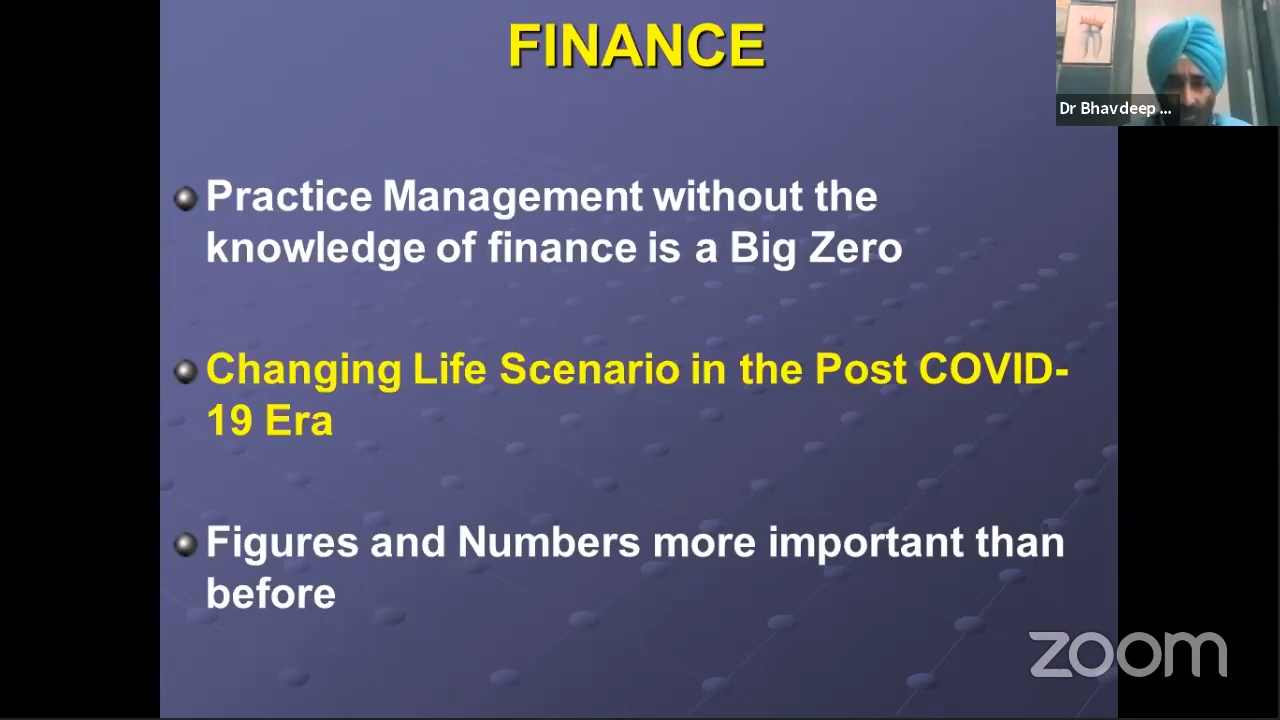 FINANCE
Dr Bhavdeep ...
Practice Management without the
knowledge of finance is a Big Zero
Changing Life Scenario in the Post COVID-
19 Era
Figures and Numbers more important than
before
zoom